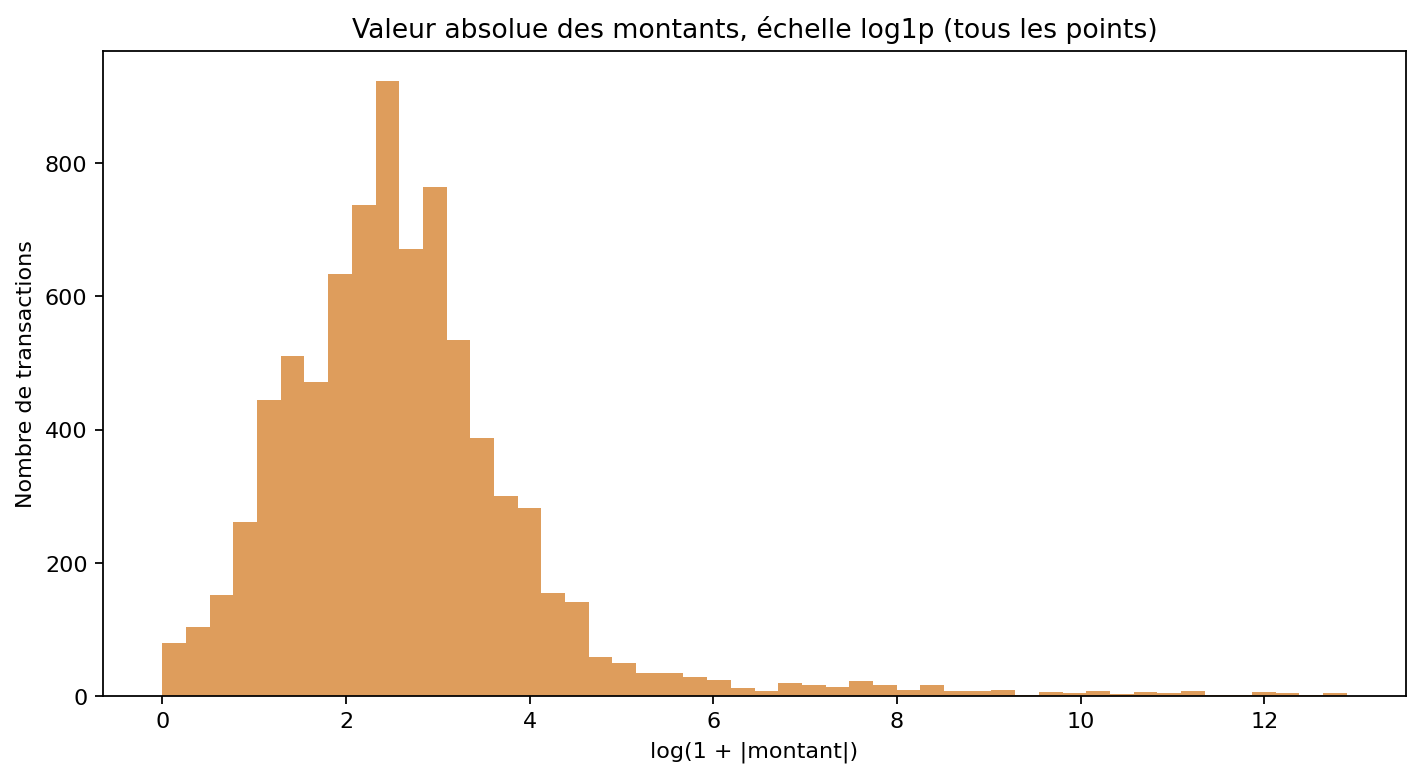 Valeur absolue des montants, échelle log1p (tous les points)
Nombre de transactions
800
600
400
200
0
0 2 4 6 8 10 12
log(1 + |montant|)